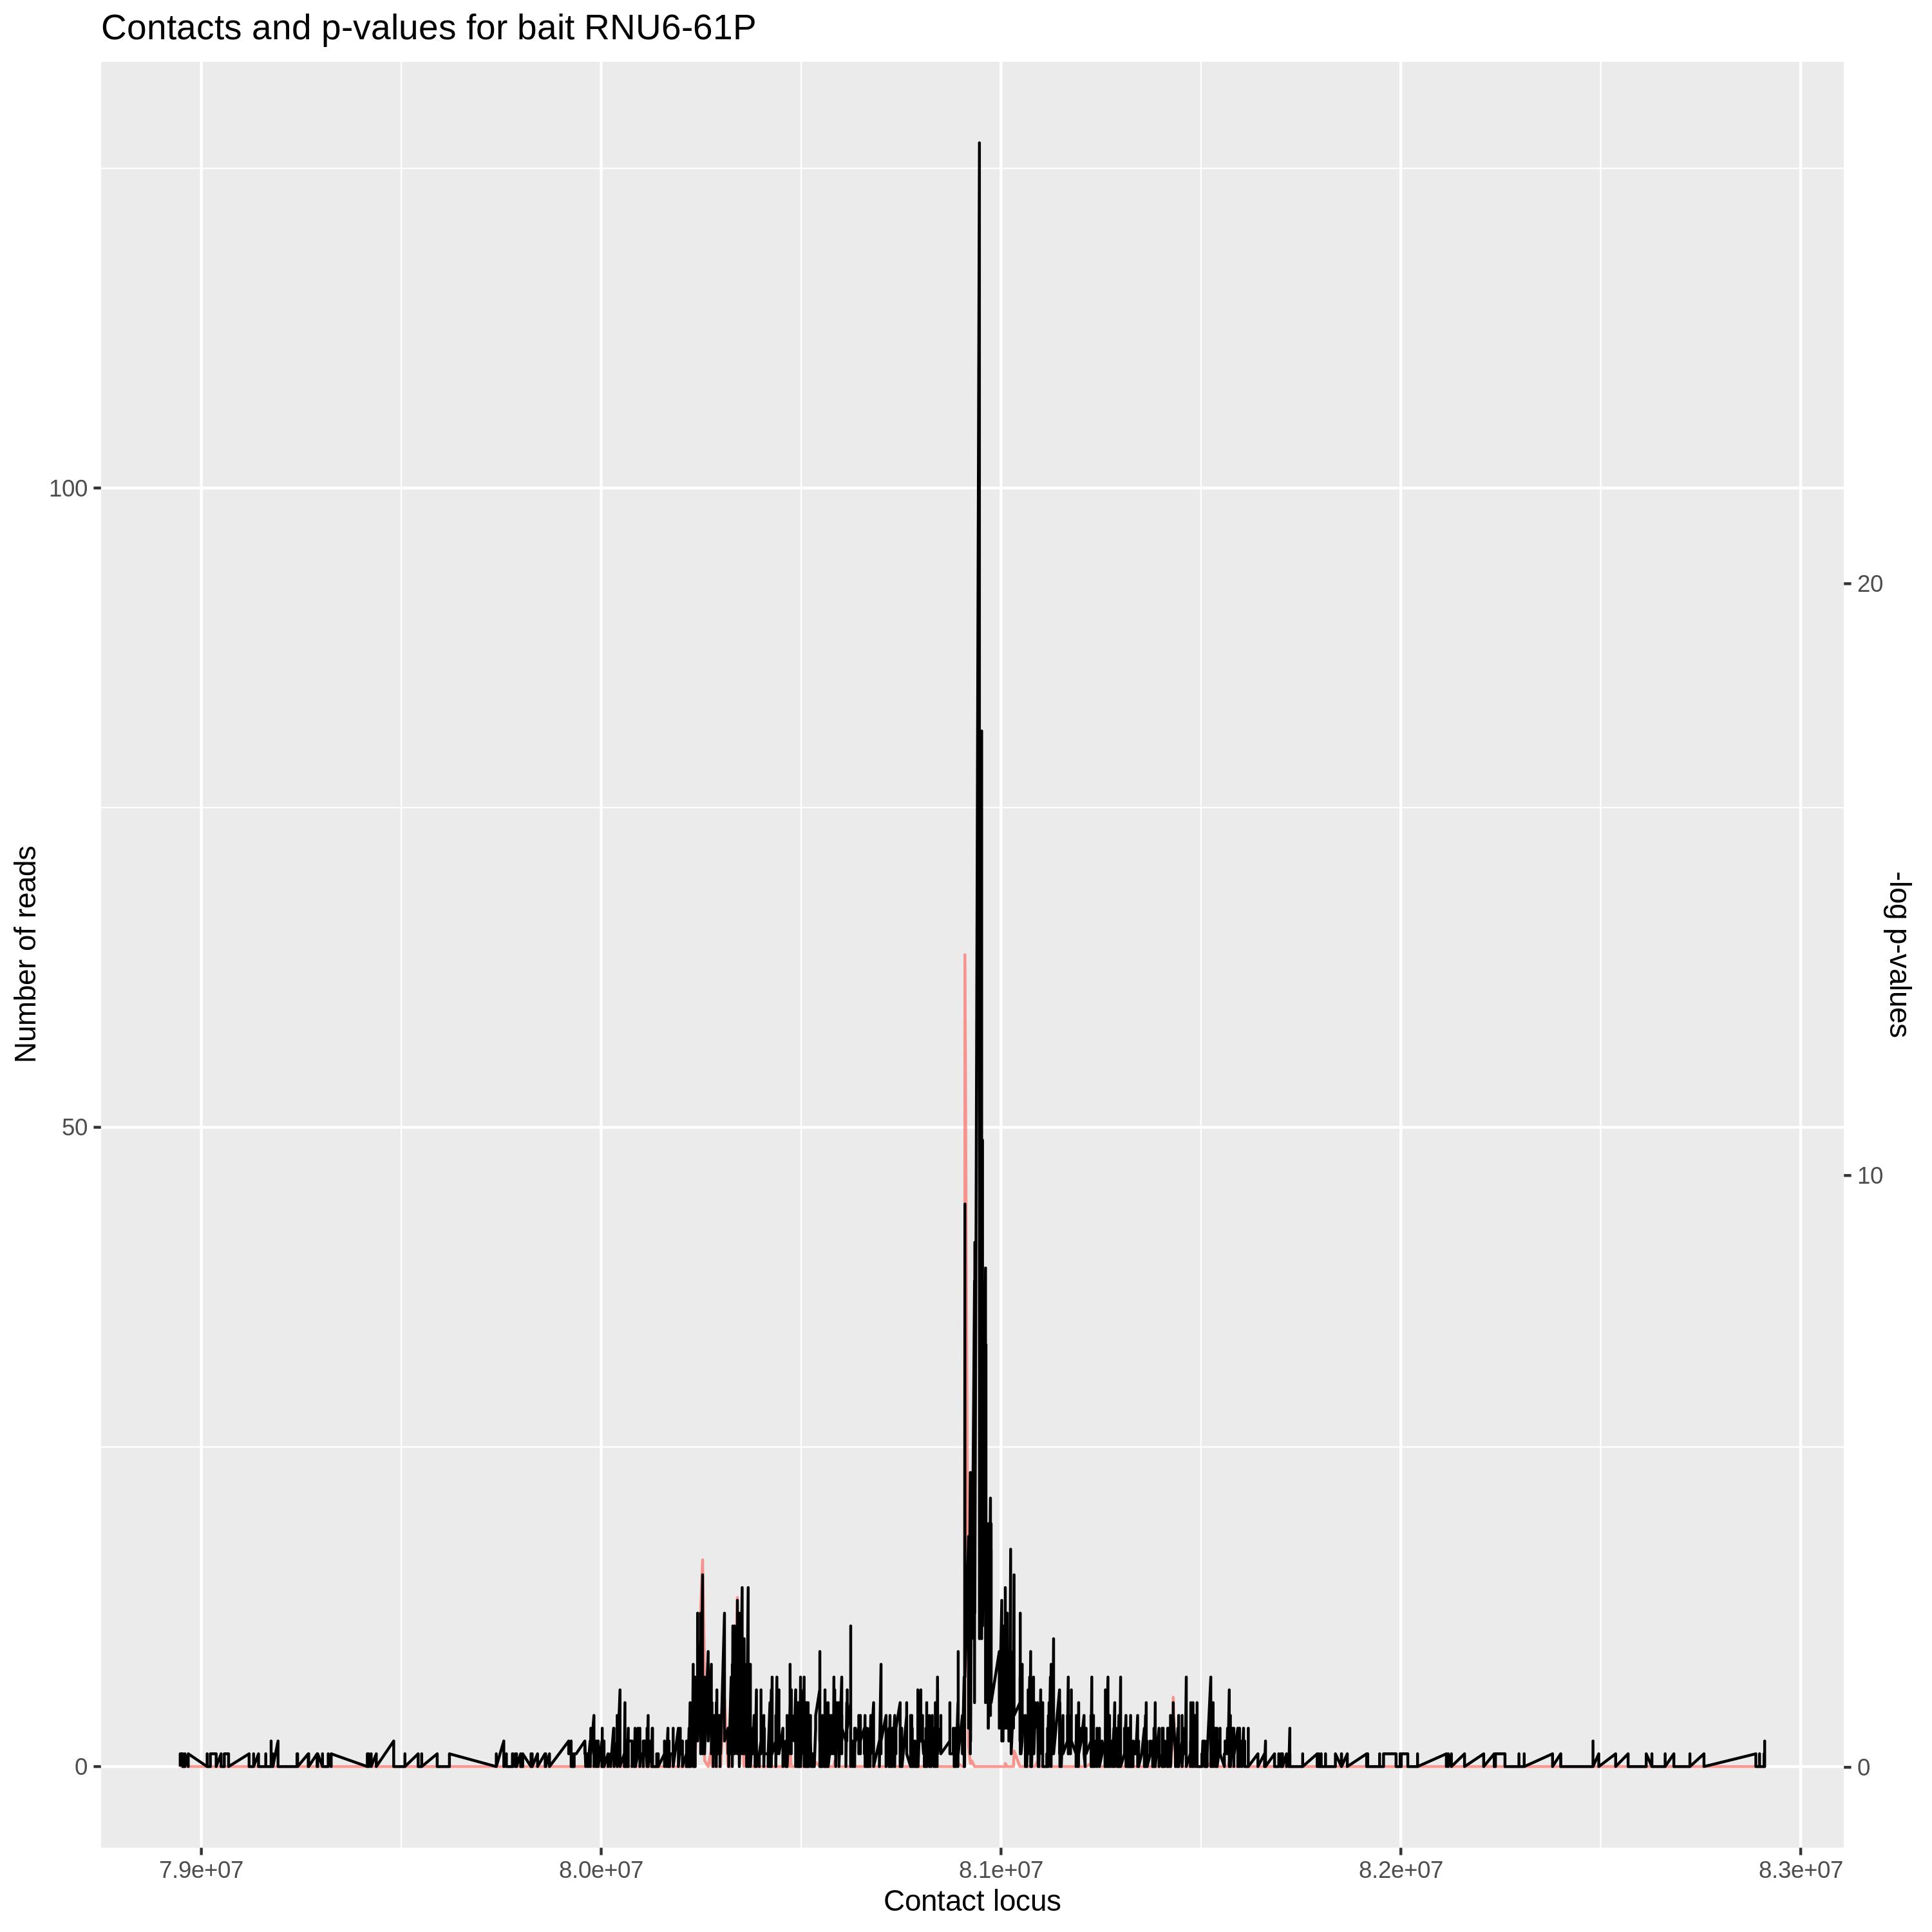 Contacts and p-values for bait RNU6-61P
100
50
0
Number of reads
20
10
0
-log p-values
7.9e+07
8.0e+07
8.1e+07
8.2e+07
8.3e+07
Contact locus